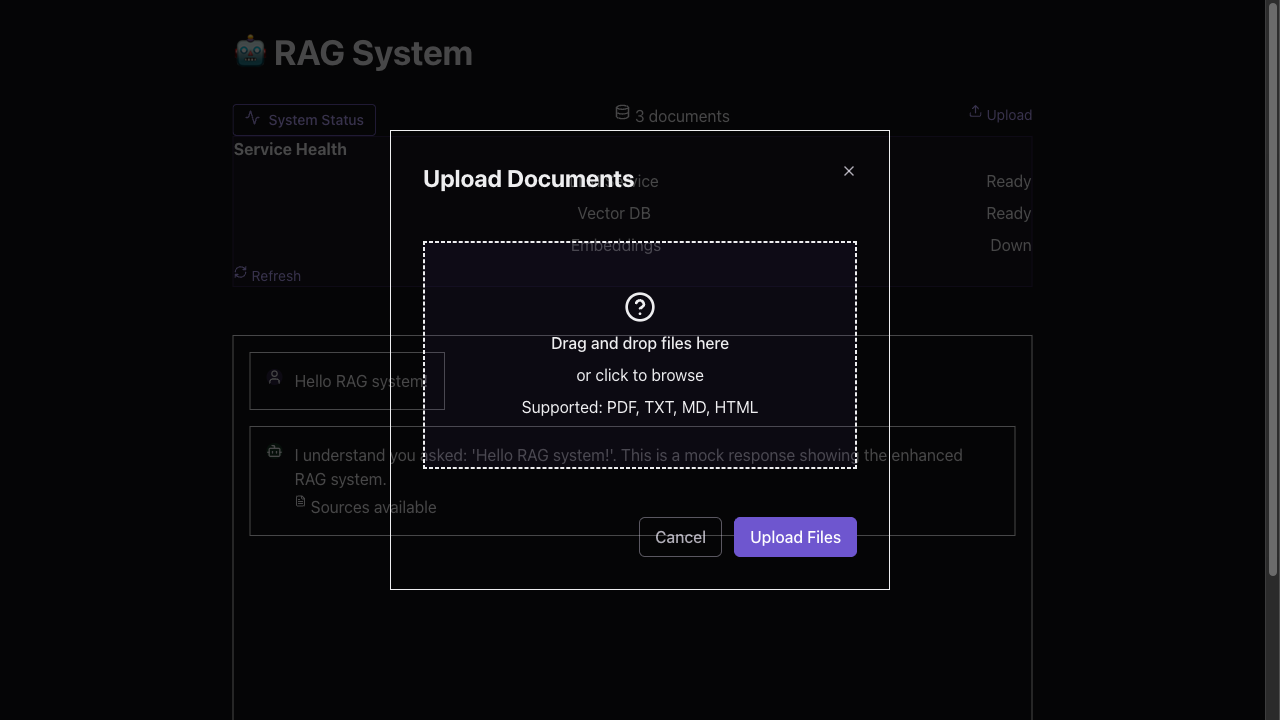 RAG System
System Status
3 documents
Upload
Service Health
Upload Documents
Ready
Vector DB
Ready
Embeddings
Down
Refresh
Drag and drop files here
or click to browse
Supported: PDF, TXT, MD, HTML
Hello RAG system!
I understand you asked: 'Hello RAG system!'. This is a mock response showing the enhanced
RAG system.
Sources available
Cancel
Upload Files